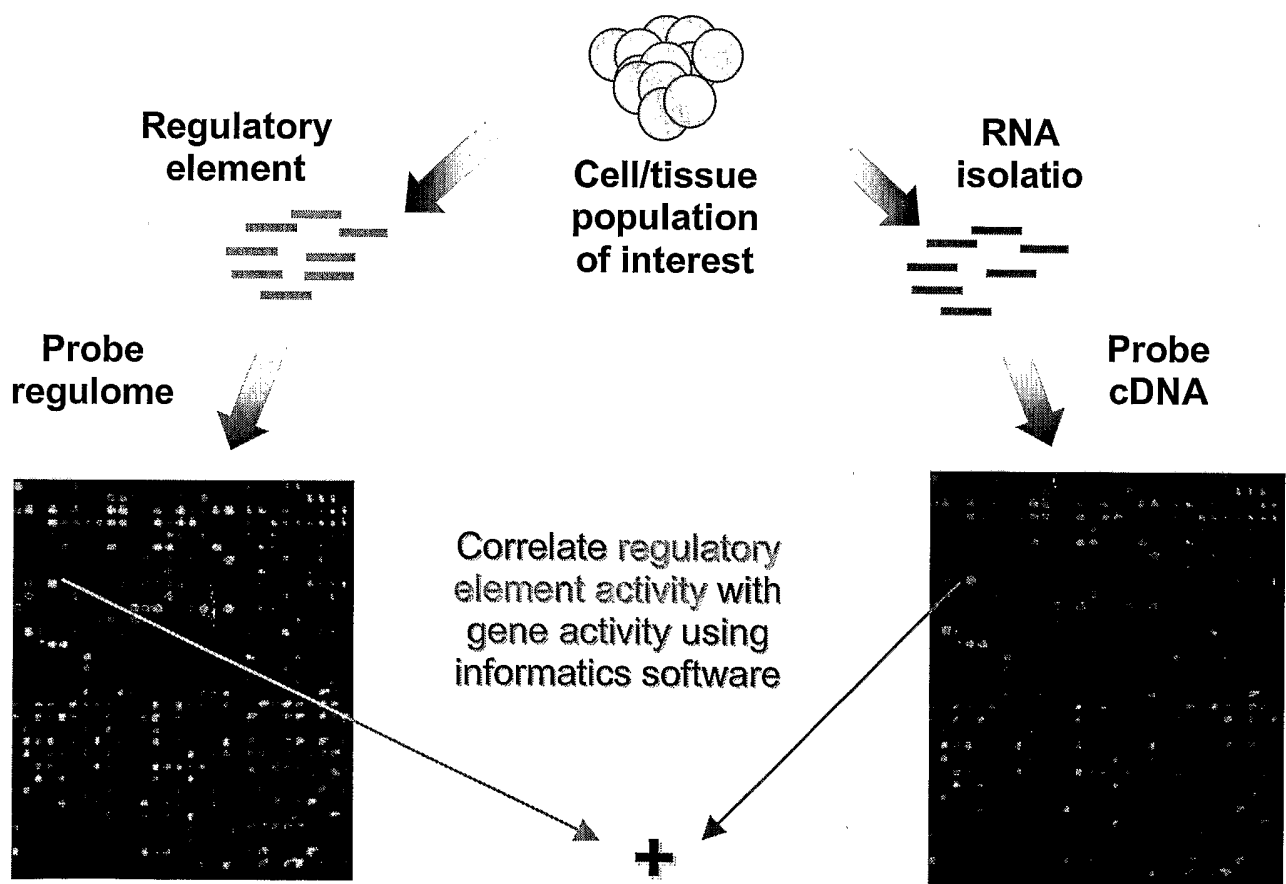 Regulatory
element
Cell/tissue
population
of interest
RNA
isolatio
Probe
regulome
Probe
cDNA
Correlate regulatory
element activity with
gene activity using
informatics software
+